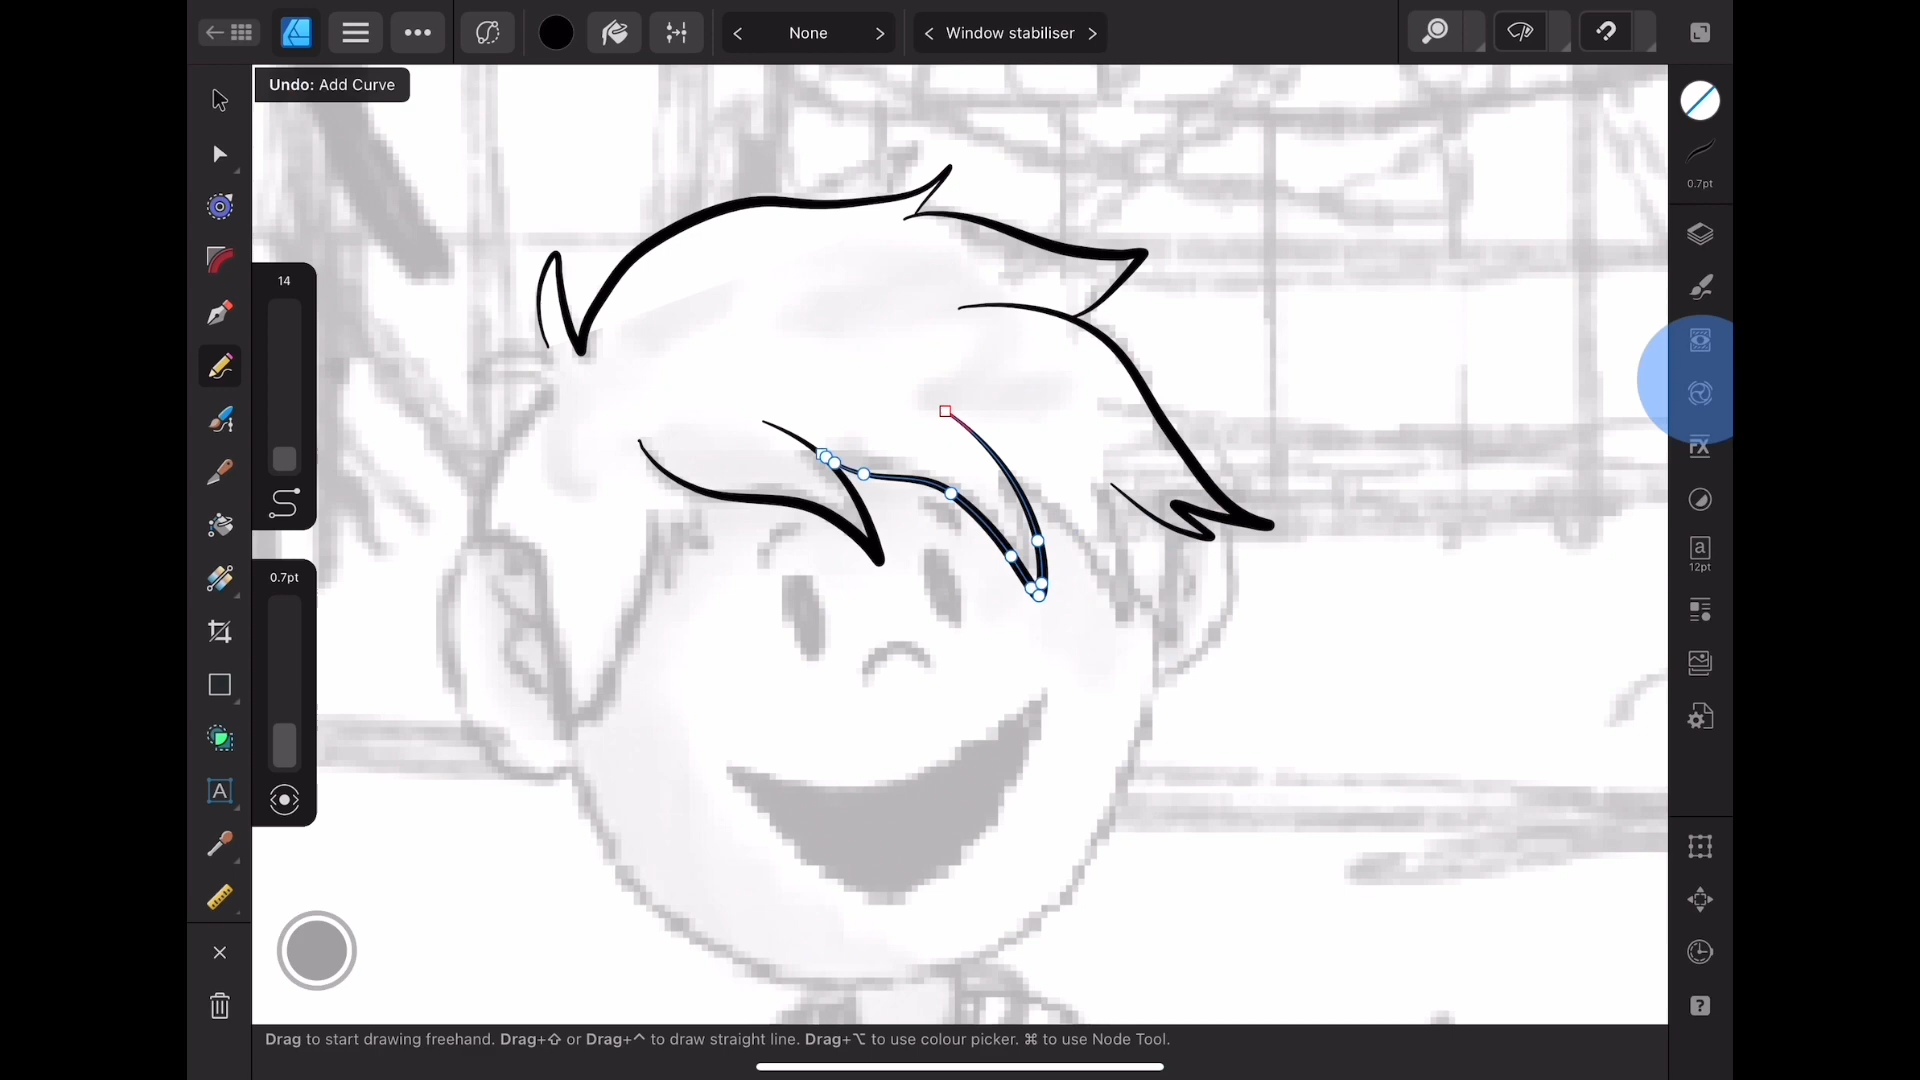 None
Window stabiliser
Undo: Add Curve
0.7pt
14
FX
a
12pt
0.7pt
A
?
Drag to start drawing freehand. Drag+⇧ or Drag+^ to draw straight line. Drag+⌥ to use colour picker. ⌘ to use Node Tool.